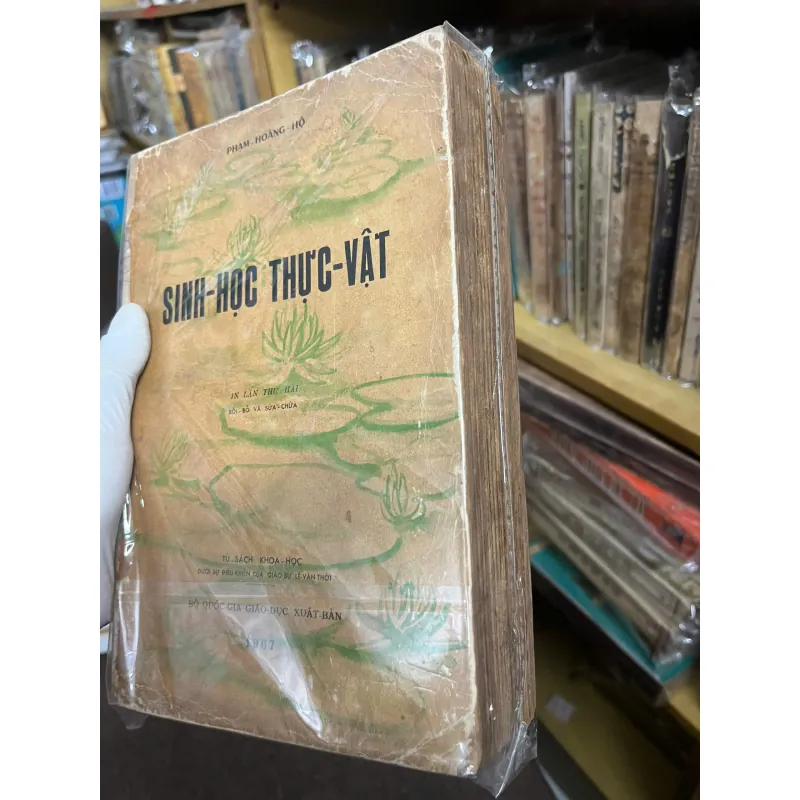 PHẠM-HOÀNG-HỘ
SINH-HỌC THỰC-VẬT
IN LẦN THỨ HAI
BỒI-BỔ VÀ SỬA-CHỮA
TỦ SÁCH KHOA-HỌC
DƯỚI SỰ ĐIỀU KHIỂN CỦA GIÁO SƯ LÊ VĂN THỚI
BỘ QUỐC GIA GIÁO-DỤC XUẤT BẢN
1967